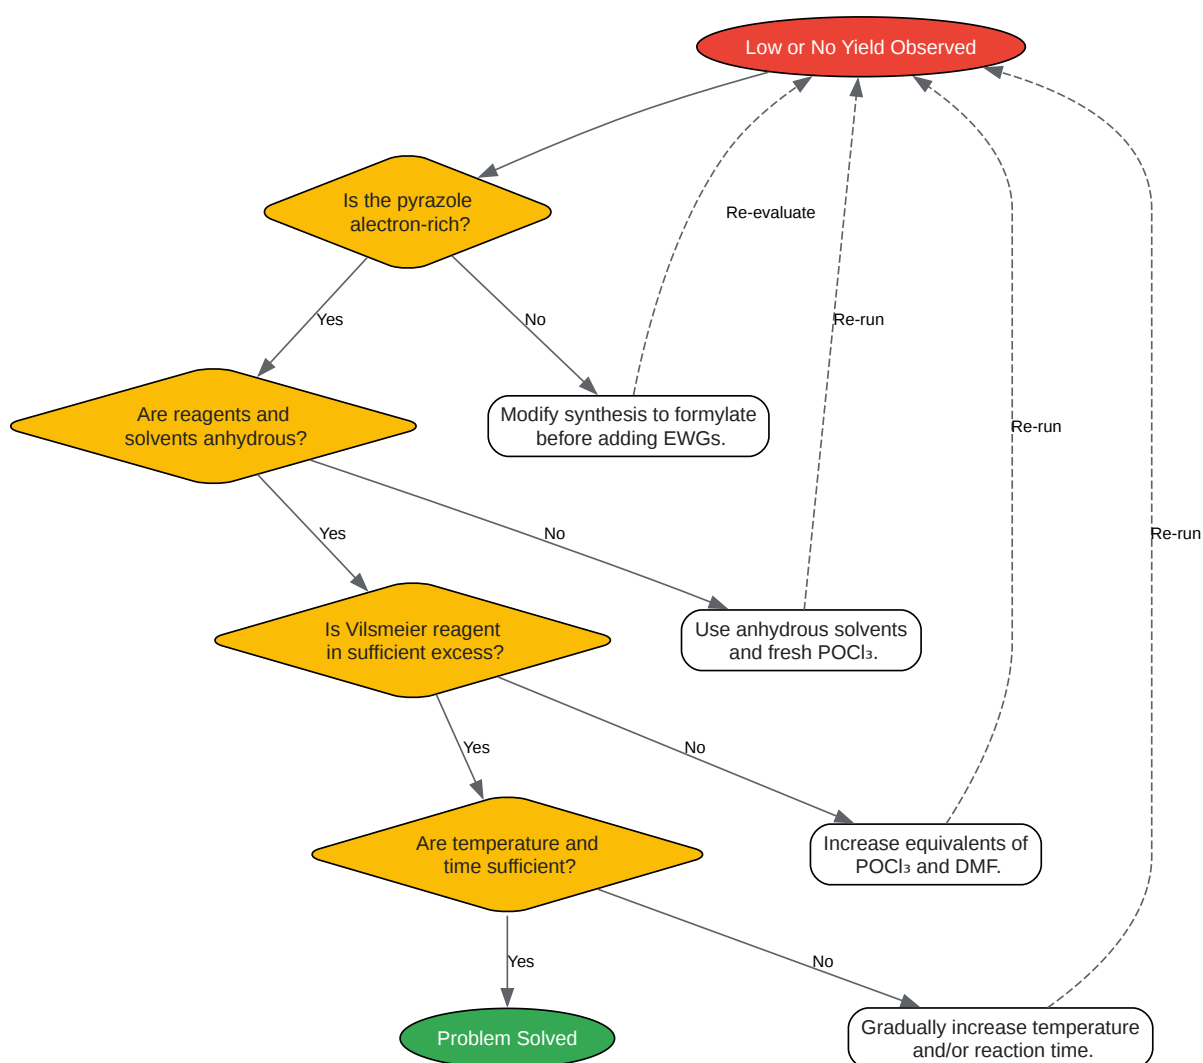 Low or No Yield Observed
Is the pyrazole
alectron-rich?
Re-evaluate
Yes
No
Re-run
Are reagents and
solvents anhydrous?
Modify synthesis to formylate
before adding EWGs.
Re-run
Yes
No
Re-run
Is Vilsmeier reagent
in sufficient excess?
Use anhydrous solvents
and fresh POCl₃.
Yes
No
Are temperature and
time sufficient?
Increase equivalents of
POCl₃ and DMF.
Yes
No
Problem Solved
Gradually increase temperature
and/or reaction time.